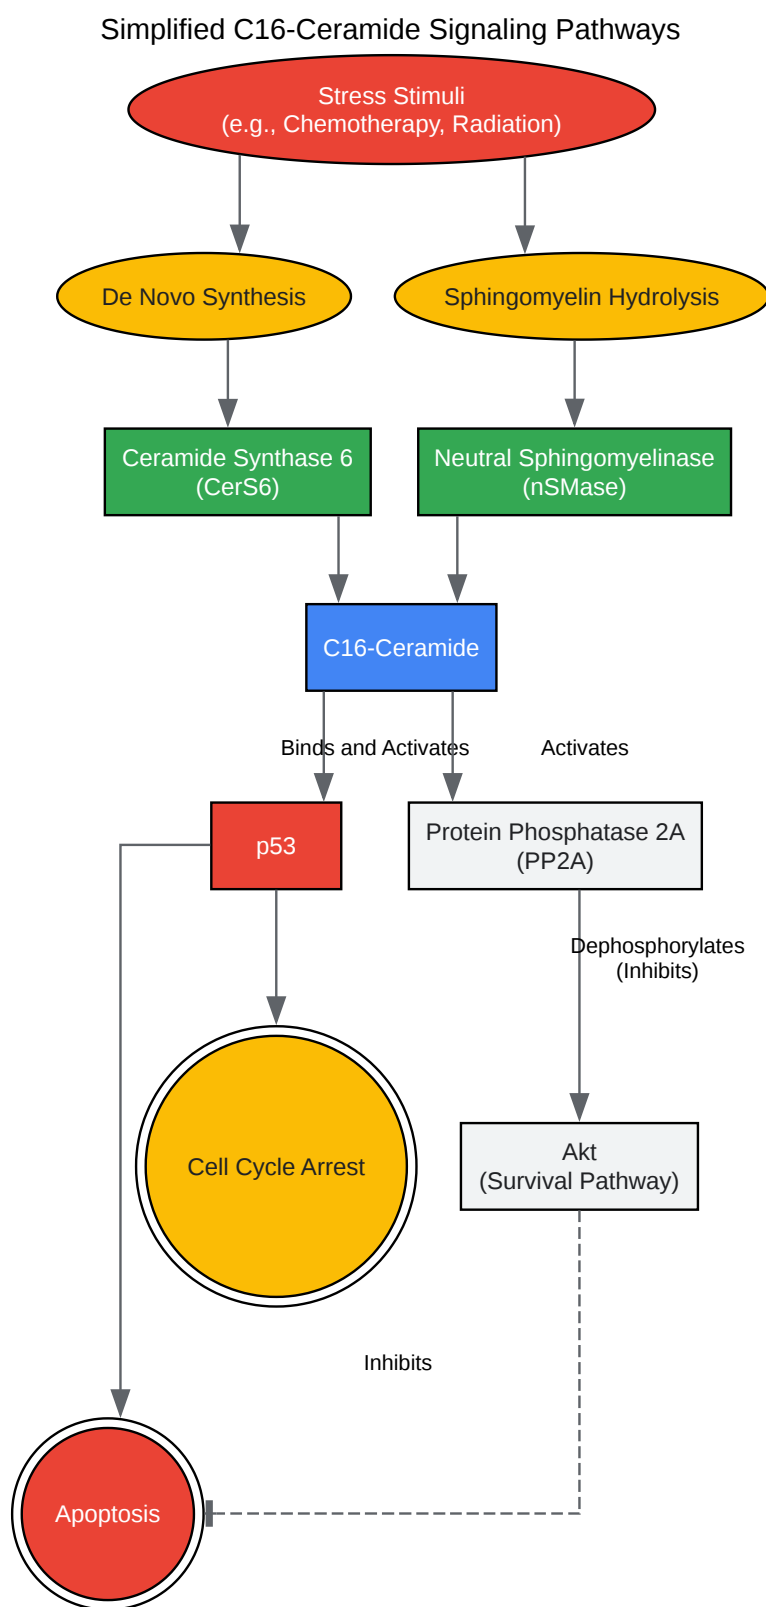 Simplified C16-Ceramide Signaling Pathways
Stress Stimuli
(e.g., Chemotherapy, Radiation)
De Novo Synthesis
Sphingomyelin Hydrolysis
Ceramide Synthase 6
(CerS6)
Neutral Sphingomyelinase
(nSMase)
C16-Ceramide
Binds and Activates
Activates
p53
Protein Phosphatase 2A
(PP2A)
Dephosphorylates
(Inhibits)
Cell Cycle Arrest
Akt
(Survival Pathway)
Inhibits
Apoptosis